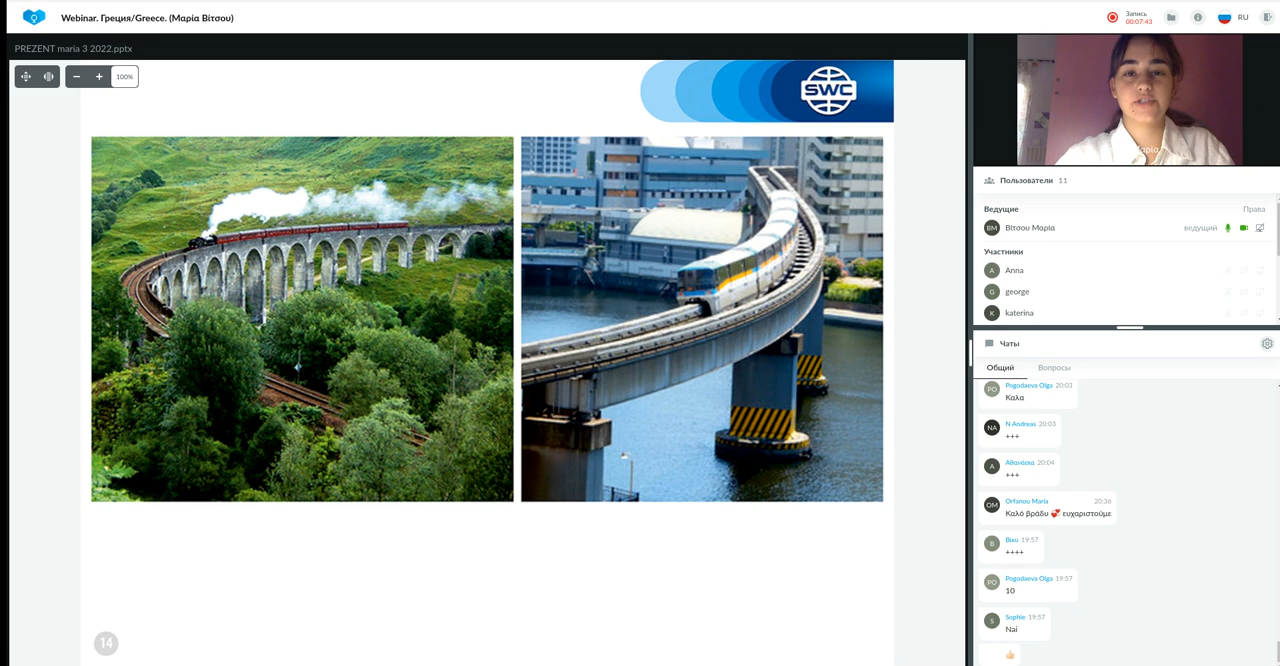 Webinar. Греция/Greece. (Μαρία Βίτσου)
Запись
00:07:43
RU
PREZENT maria 3 2022.pptx
100%
SWC
14
Пользователи 11
Ведущие Права
ΒΜ Βίτσου Μαρία ведущий
Участники
A Anna
G george
K katerina
Чаты
Общий Вопросы
PO Pogodaeva Olga 20:03
Καλα
NA N Andreas 20:03
+++
Α Αθανάσια 20:04
+++
OM Orfanou Maria 20:36
Καλό βράδυ 💞 ευχαριστούμε
Β Βίκυ 19:57
++++
PO Pogodaeva Olga 19:57
10
S Sophie 19:57
Nai
👍🏻